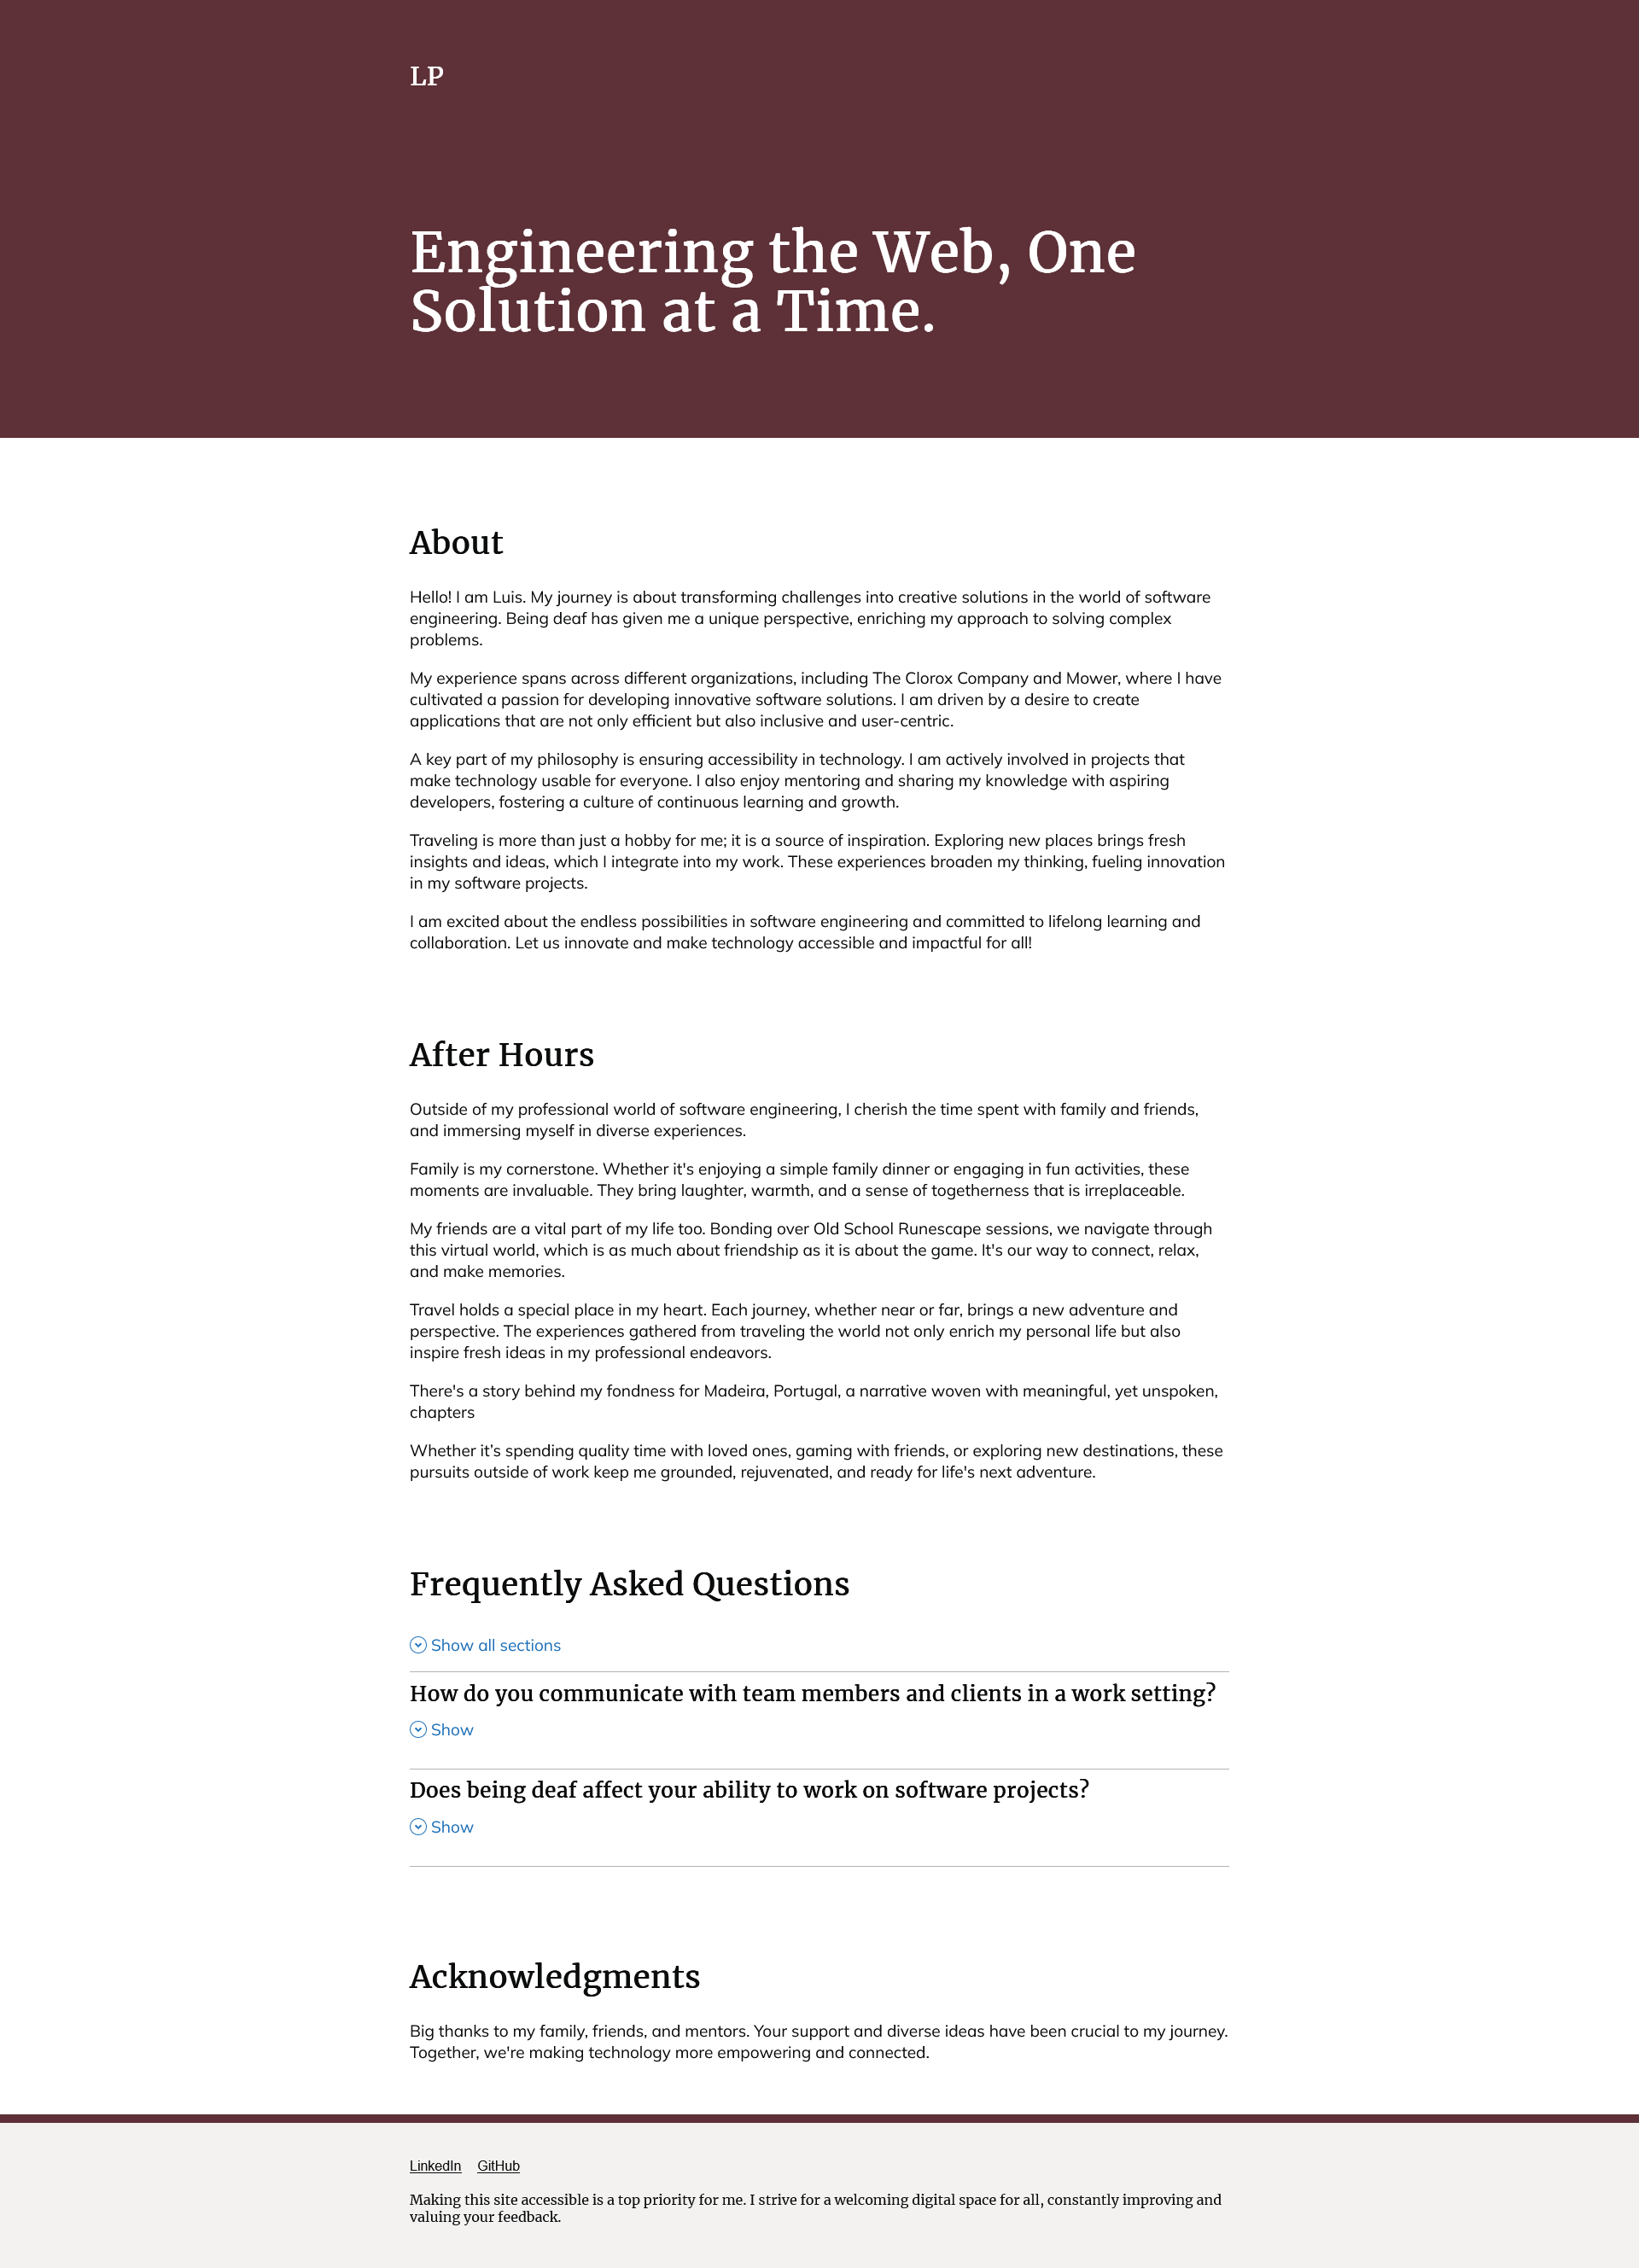 LP
Engineering the Web, One
Solution at a Time.
About
Hello! I am Luis. My journey is about transforming challenges into creative solutions in the world of software
engineering. Being deaf has given me a unique perspective, enriching my approach to solving complex
problems.
My experience spans across different organizations, including The Clorox Company and Mower, where I have
cultivated a passion for developing innovative software solutions. I am driven by a desire to create
applications that are not only efficient but also inclusive and user-centric.
A key part of my philosophy is ensuring accessibility in technology. I am actively involved in projects that
make technology usable for everyone. I also enjoy mentoring and sharing my knowledge with aspiring
developers, fostering a culture of continuous learning and growth.
Traveling is more than just a hobby for me; it is a source of inspiration. Exploring new places brings fresh
insights and ideas, which I integrate into my work. These experiences broaden my thinking, fueling innovation
in my software projects.
I am excited about the endless possibilities in software engineering and committed to lifelong learning and
collaboration. Let us innovate and make technology accessible and impactful for all!
After Hours
Outside of my professional world of software engineering, I cherish the time spent with family and friends,
and immersing myself in diverse experiences.
Family is my cornerstone. Whether it's enjoying a simple family dinner or engaging in fun activities, these
moments are invaluable. They bring laughter, warmth, and a sense of togetherness that is irreplaceable.
My friends are a vital part of my life too. Bonding over Old School Runescape sessions, we navigate through
this virtual world, which is as much about friendship as it is about the game. It's our way to connect, relax,
and make memories.
Travel holds a special place in my heart. Each journey, whether near or far, brings a new adventure and
perspective. The experiences gathered from traveling the world not only enrich my personal life but also
inspire fresh ideas in my professional endeavors.
There's a story behind my fondness for Madeira, Portugal, a narrative woven with meaningful, yet unspoken,
chapters
Whether it’s spending quality time with loved ones, gaming with friends, or exploring new destinations, these
pursuits outside of work keep me grounded, rejuvenated, and ready for life's next adventure.
Frequently Asked Questions
Show all sections
How do you communicate with team members and clients in a work setting?
Show
Does being deaf affect your ability to work on software projects?
Show
Acknowledgments
Big thanks to my family, friends, and mentors. Your support and diverse ideas have been crucial to my journey.
Together, we're making technology more empowering and connected.
LinkedIn GitHub
Making this site accessible is a top priority for me. I strive for a welcoming digital space for all, constantly improving and
valuing your feedback.